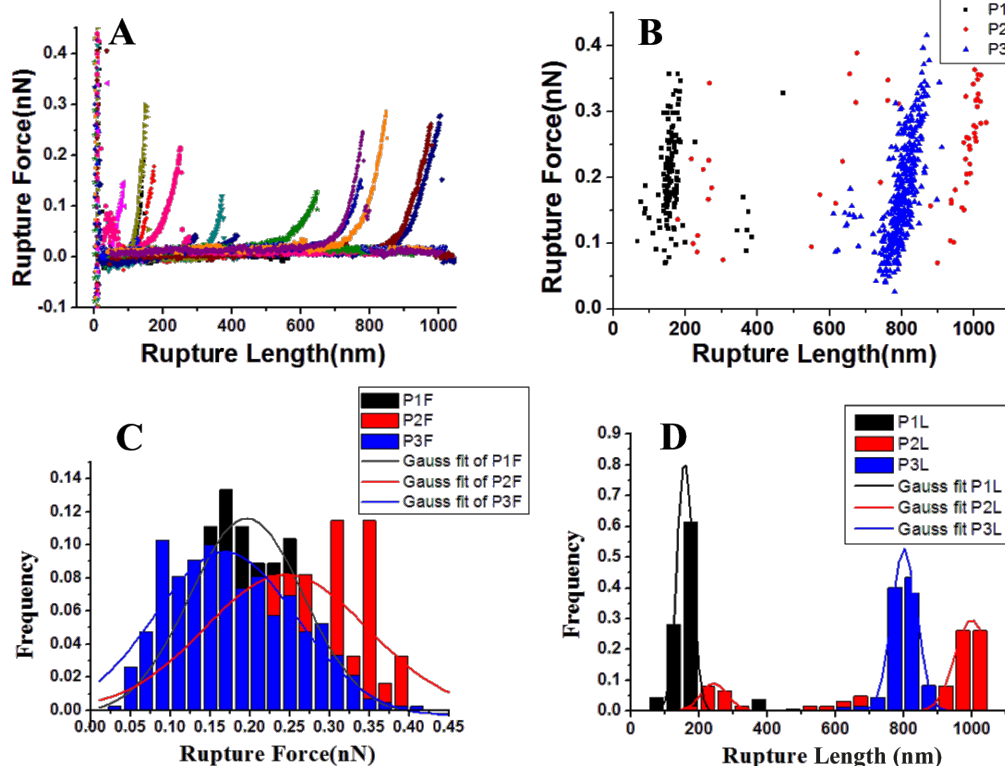 A
0.4
0.3
0.2
0.1
0.0
-0.1
Rupture Force(nN)
0 200 400 600 800 1000
Rupture Length(nm)
B
P1
P2
P3
0.4
0.3
0.2
0.1
0.0
Rupture Force(nN)
0 200 400 600 800 1000
Rupture Length(nm)
C
P1F
P2F
P3F
Gauss fit of P1F
Gauss fit of P2F
Gauss fit of P3F
0.14
0.12
0.10
0.08
0.06
0.04
0.02
0.00
Frequency
0.00 0.05 0.10 0.15 0.20 0.25 0.30 0.35 0.40 0.45
Rupture Force(nN)
D
P1L
P2L
P3L
Gauss fit P1L
Gauss fit P2L
Gauss fit P3L
0.9
0.8
0.7
0.6
0.5
0.4
0.3
0.2
0.1
0.0
Frequency
0 200 400 600 800 1000
Rupture Length (nm)